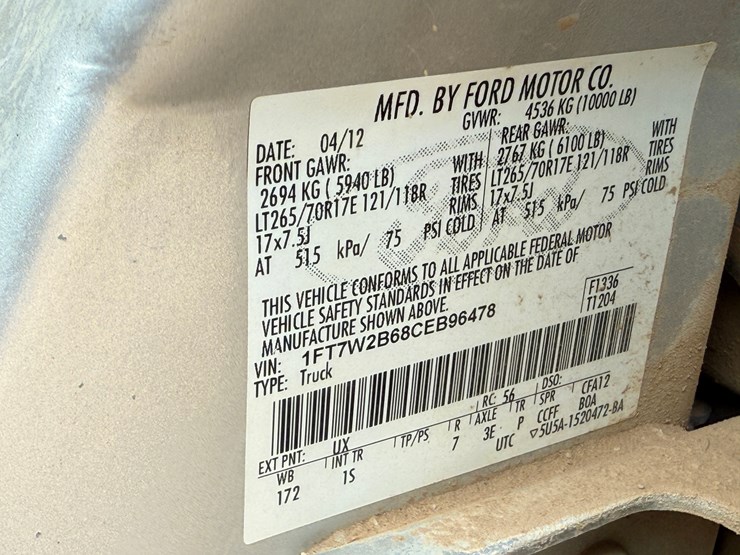 MFD. BY FORD MOTOR CO.
DATE: 04/12 GVWR: 4536 KG (10000 LB)
FRONT GAWR: REAR GAWR:
2694 KG ( 5940 LB) WITH 2767 KG ( 6100 LB) WITH
LT265/70R17E 121/118R TIRES LT265/70R17E 121/118R TIRES
17x7.5J RIMS 17x7.5J RIMS
AT 515 kPa/ 75 PSI COLD AT 515 kPa/ 75 PSI COLD
THIS VEHICLE CONFORMS TO ALL APPLICABLE FEDERAL MOTOR
VEHICLE SAFETY STANDARDS IN EFFECT ON THE DATE OF
MANUFACTURE SHOWN ABOVE.
VIN: 1FT7W2B68CEB96478 F1336
TYPE: Truck T1204
EXT PNT: UX RC: 56 DSO:
WB INT TR TP/PS R AXLE TR SPR CFA12
172 1S 7 3E P CCFF BOA
UTC ▽5U5A-1520472-BA